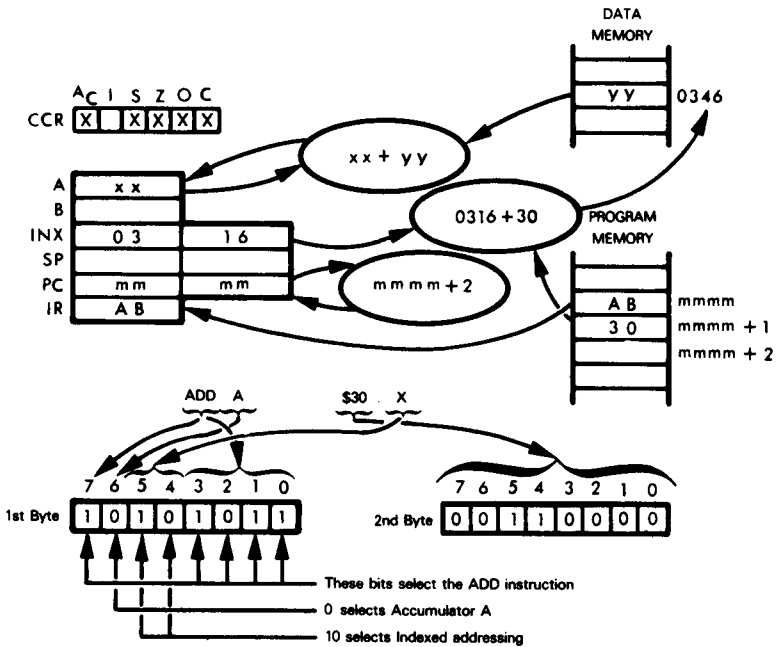 DATA
MEMORY
AC I S Z O C
CCR X X X X X
y y 0346
xx + yy
A x x
B
0316 + 30
PROGRAM
MEMORY
INX 0 3 1 6
SP
PC mm mm
mmmm + 2
IR A B
A B mmmm
3 0 mmmm + 1
mmmm + 2
ADD A $30 X
7 6 5 4 3 2 1 0
7 6 5 4 3 2 1 0
1st Byte 1 0 1 0 1 0 1 1
2nd Byte 0 0 1 1 0 0 0 0
These bits select the ADD instruction
0 selects Accumulator A
10 selects Indexed addressing